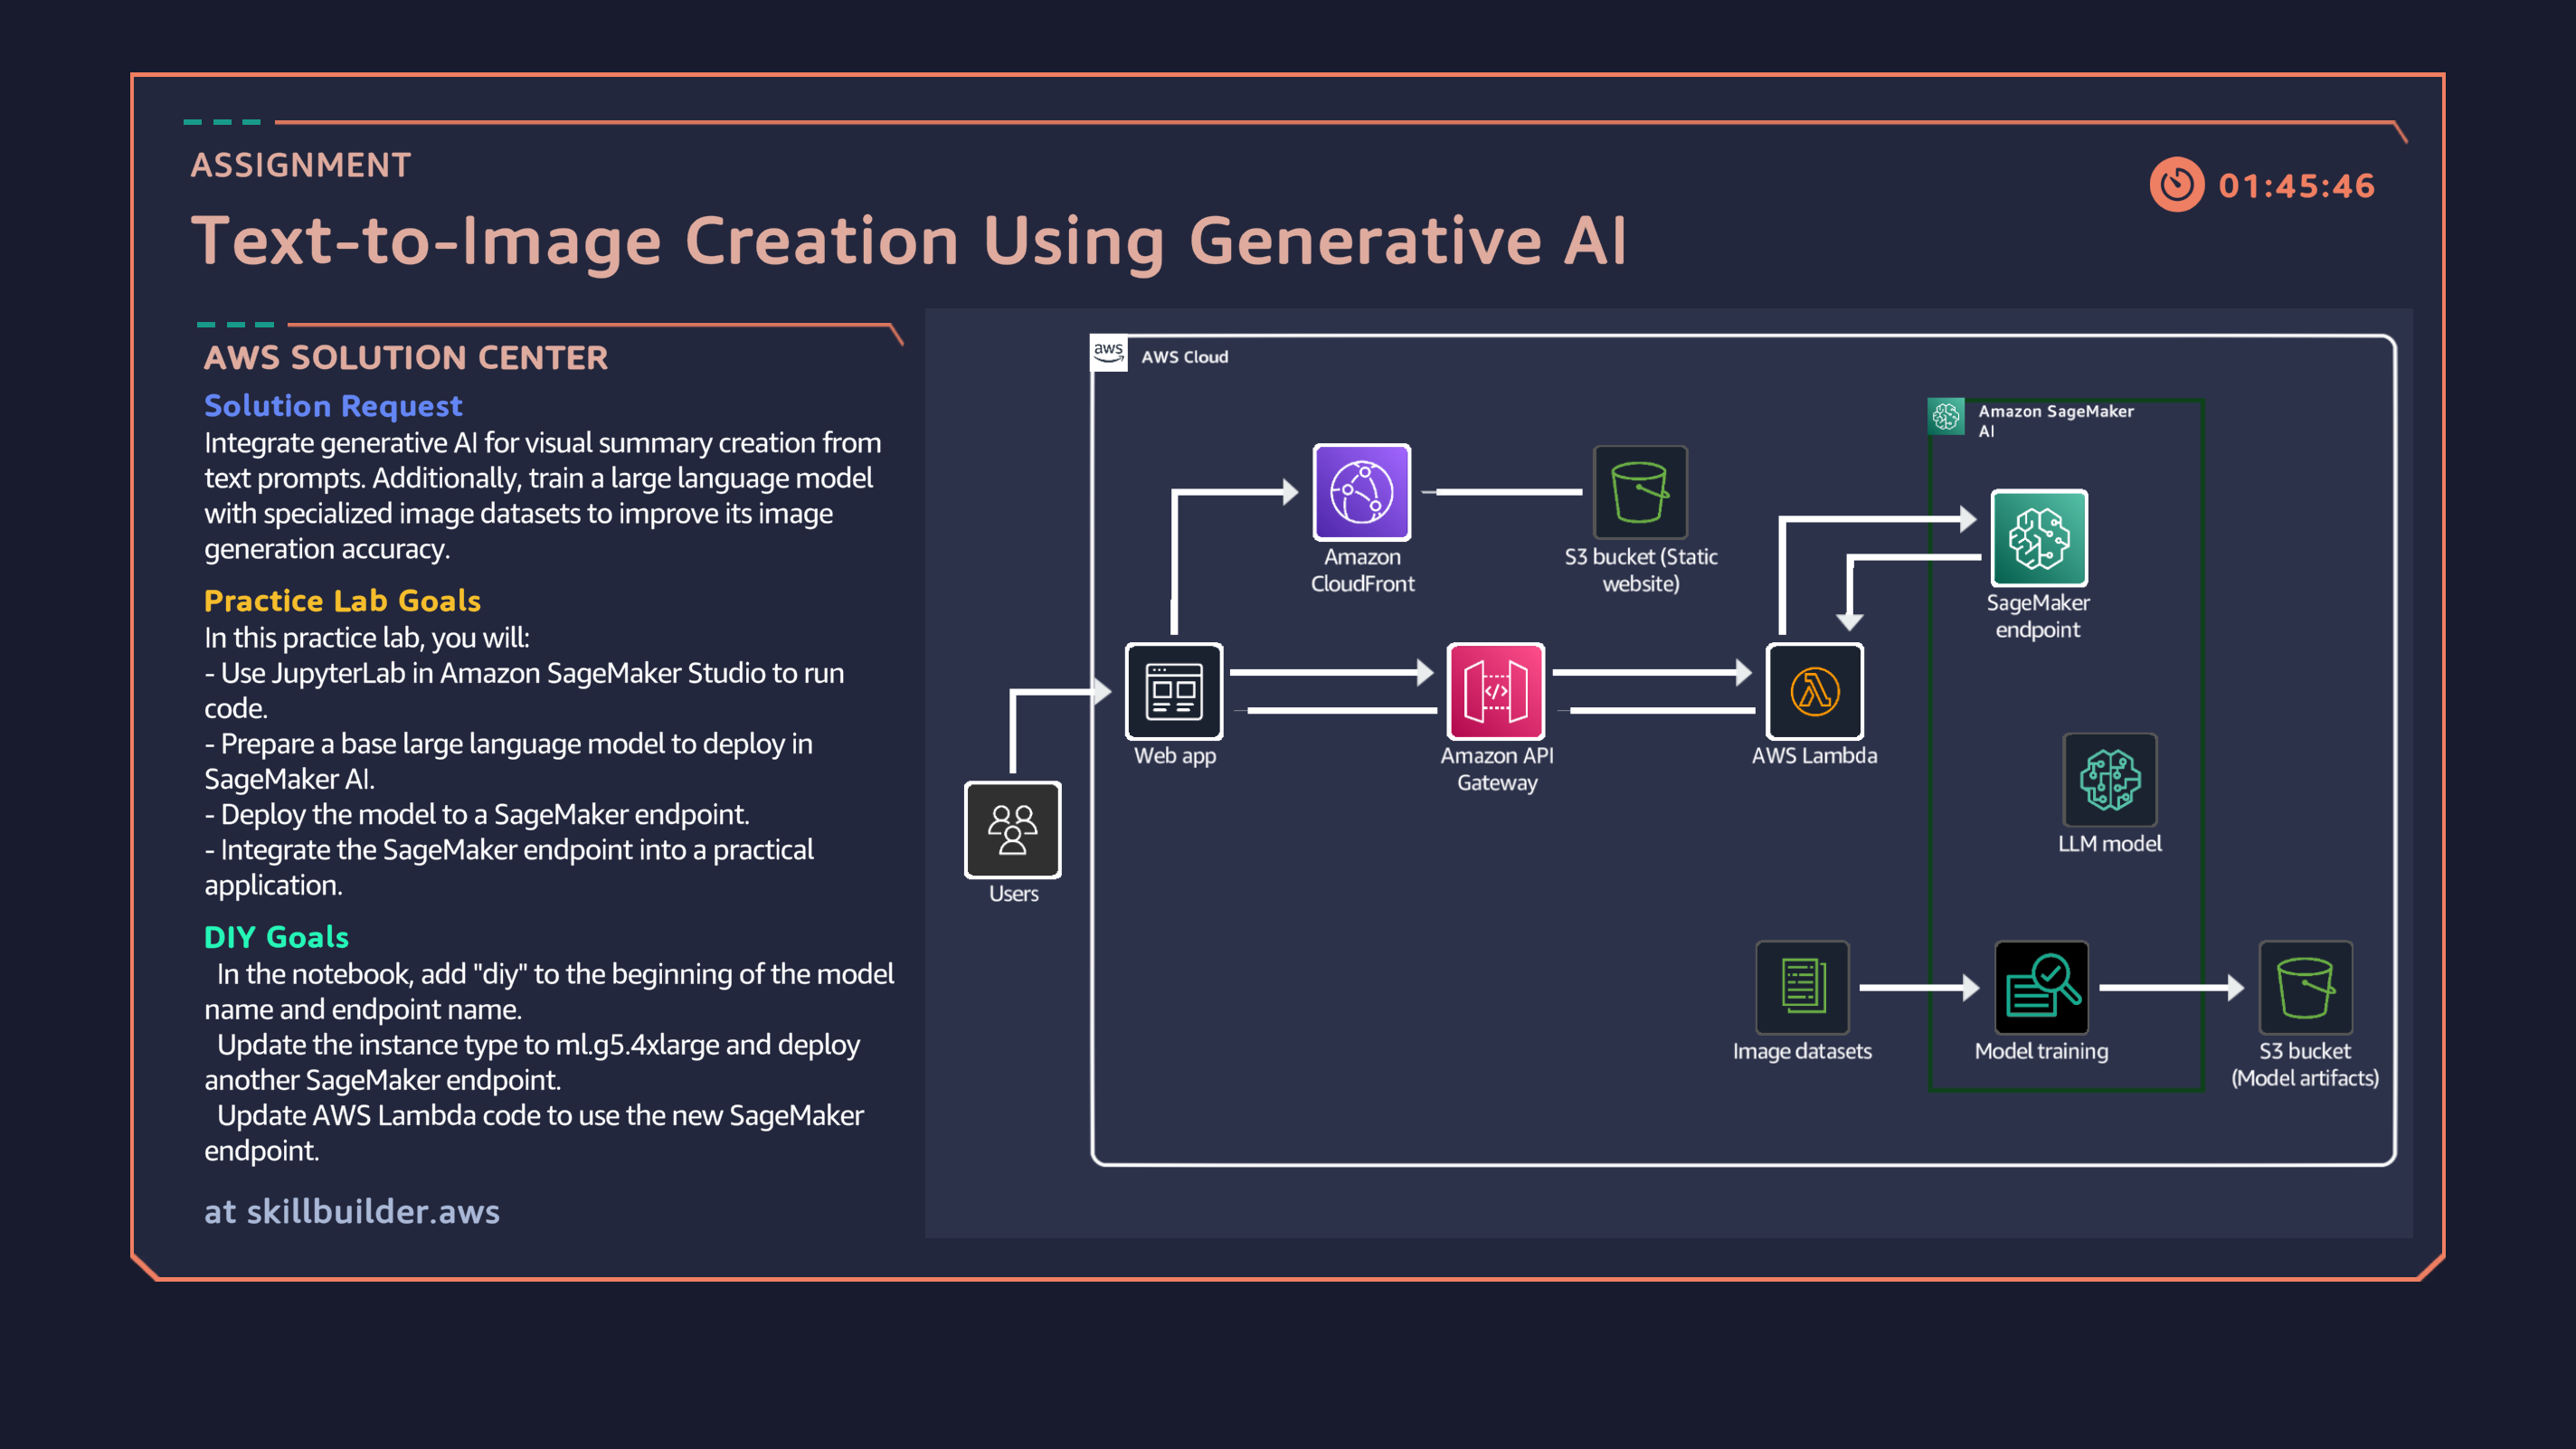 ASSIGNMENT
01:45:46
Text-to-Image Creation Using Generative AI
AWS SOLUTION CENTER
Solution Request
Integrate generative AI for visual summary creation from
text prompts. Additionally, train a large language model
with specialized image datasets to improve its image
generation accuracy.
Practice Lab Goals
In this practice lab, you will:
- Use JupyterLab in Amazon SageMaker Studio to run
code.
- Prepare a base large language model to deploy in
SageMaker AI.
- Deploy the model to a SageMaker endpoint.
- Integrate the SageMaker endpoint into a practical
application.
DIY Goals
In the notebook, add "diy" to the beginning of the model
name and endpoint name.
Update the instance type to ml.g5.4xlarge and deploy
another SageMaker endpoint.
Update AWS Lambda code to use the new SageMaker
endpoint.
at skillbuilder.aws
aws
AWS Cloud
Amazon SageMaker
AI
Amazon
CloudFront
S3 bucket (Static
website)
SageMaker
endpoint
Web app
Amazon API
Gateway
AWS Lambda
LLM model
Users
Image datasets
Model training
S3 bucket
(Model artifacts)